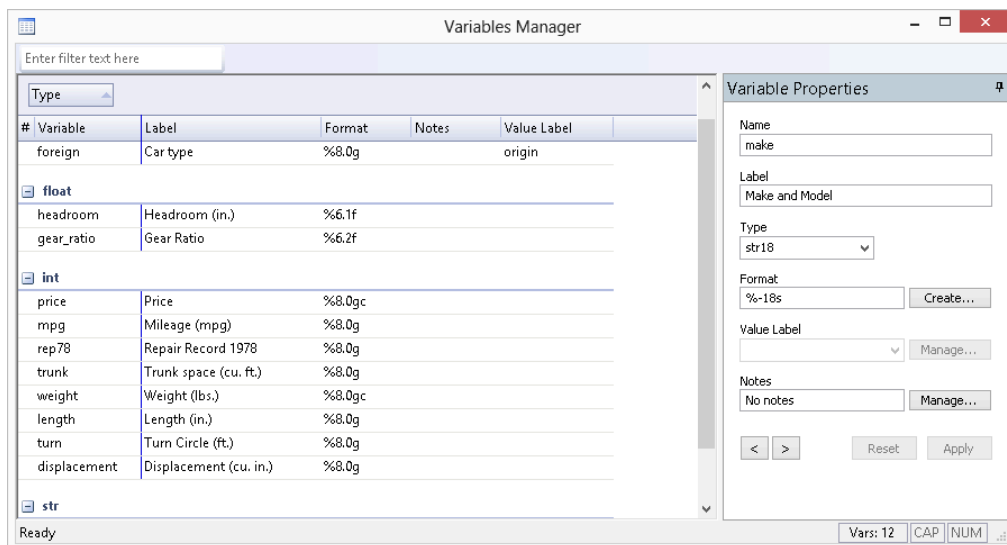 Variables Manager
Enter filter text here
Type
# Variable Label Format Notes Value Label
foreign Car type %8.0g origin
float
headroom Headroom (in.) %6.1f
gear_ratio Gear Ratio %6.2f
int
price Price %8.0gc
mpg Mileage (mpg) %8.0g
rep78 Repair Record 1978 %8.0g
trunk Trunk space (cu. ft.) %8.0g
weight Weight (lbs.) %8.0gc
length Length (in.) %8.0g
turn Turn Circle (ft.) %8.0g
displacement Displacement (cu. in.) %8.0g
str
Variable Properties
Name
make
Label
Make and Model
Type
str18
Format
%-18s Create...
Value Label
Manage...
Notes
No notes Manage...
< > Reset Apply
Ready Vars: 12 CAP NUM